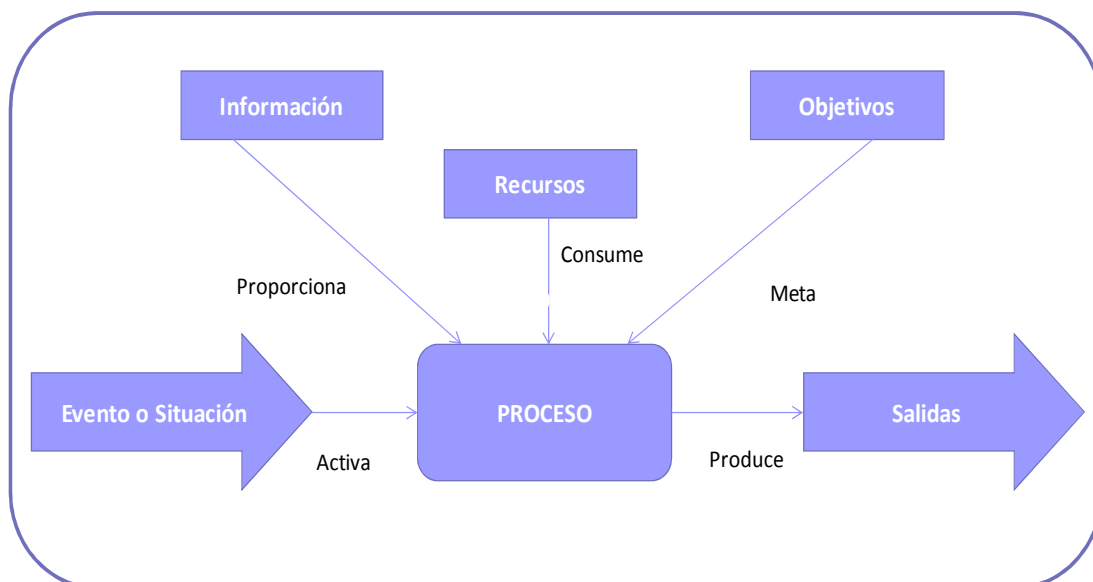 Información
Objetivos
Recursos
Consume
Proporciona
Meta
Evento o Situación
PROCESO
Salidas
Activa
Produce